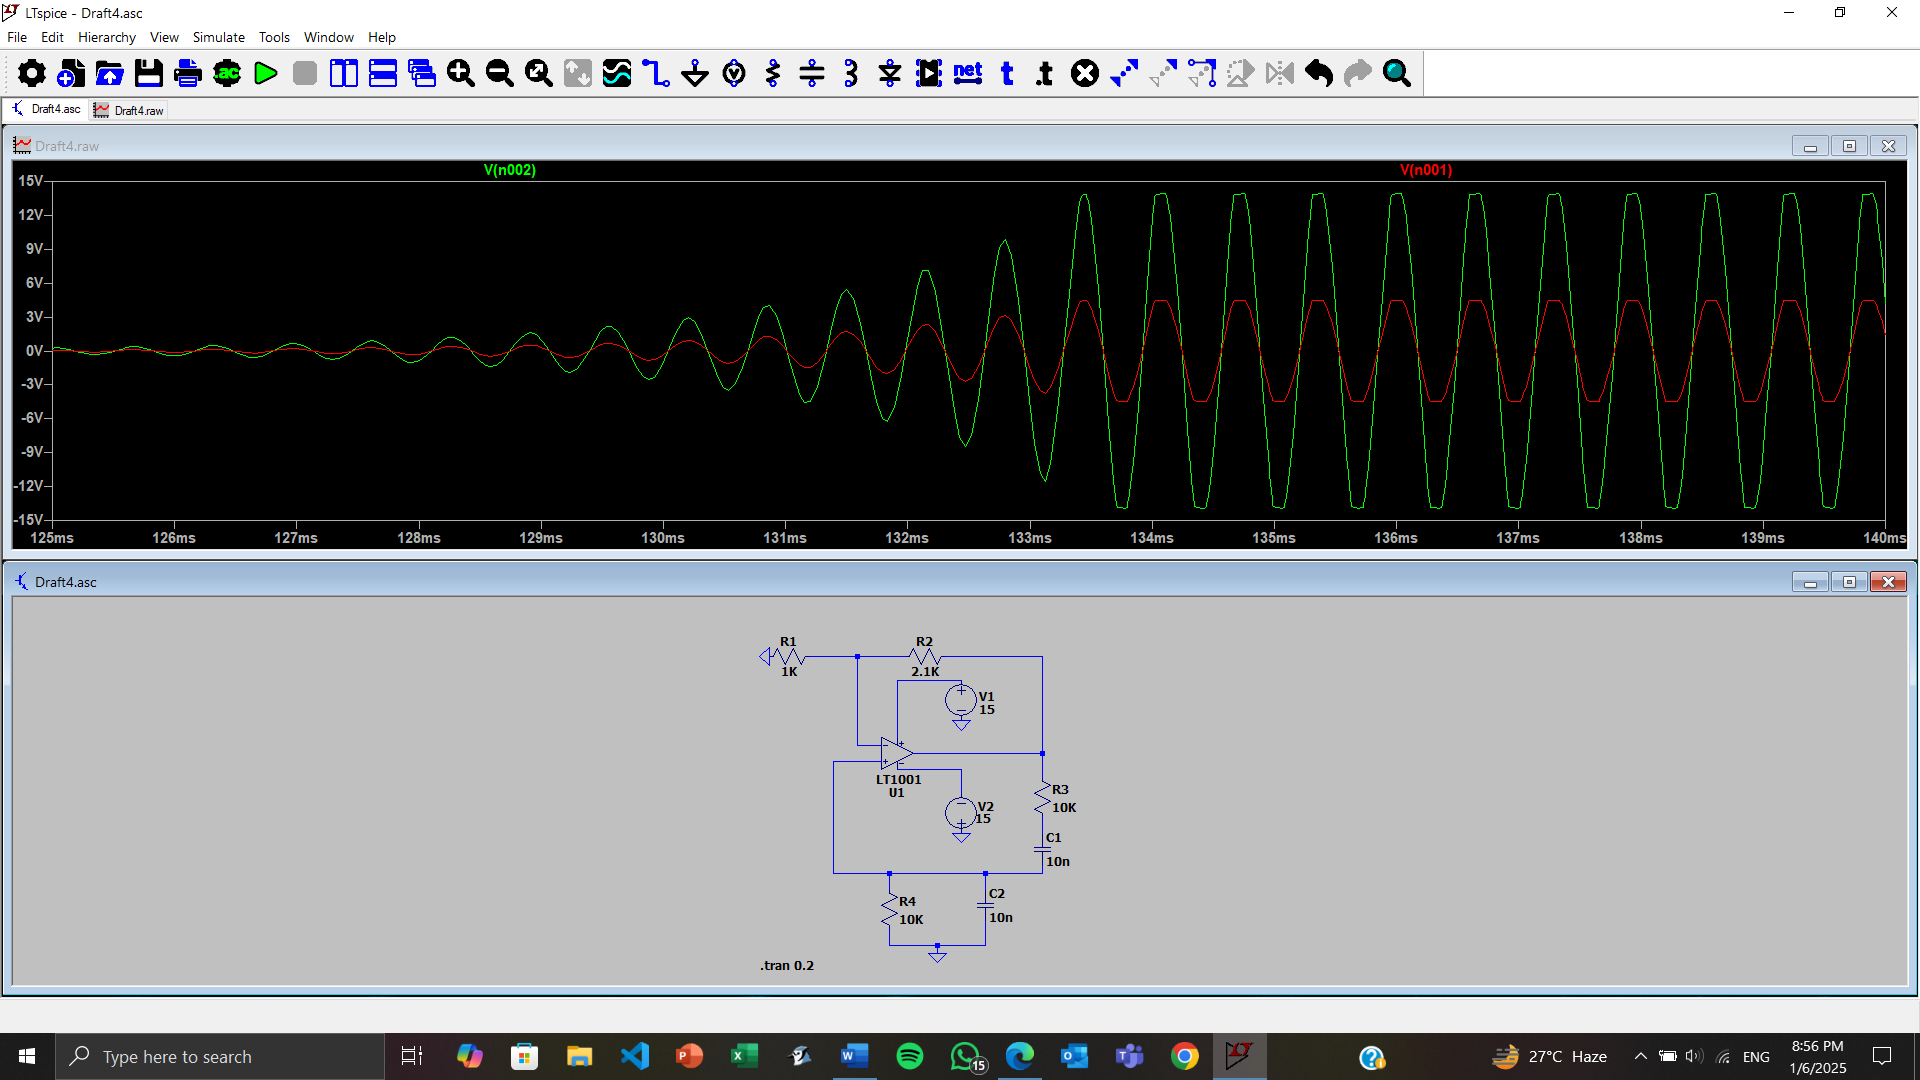 LTspice - Draft4.asc
File Edit Hierarchy View Simulate Tools Window Help
.ac net t .t
Draft4.asc Draft4.raw
Draft4.raw
V(n002) V(n001)
15V
12V
9V
6V
3V
0V
-3V
-6V
-9V
-12V
-15V
125ms 126ms 127ms 128ms 129ms 130ms 131ms 132ms 133ms 134ms 135ms 136ms 137ms 138ms 139ms 140ms
Draft4.asc
R1 R2
1K 2.1K
V1
15
LT1001
U1
V2
15
R3
10K
C1
10n
R4
10K
C2
10n
.tran 0.2
Type here to search
15
27°C Haze
ENG
8:56 PM
1/6/2025